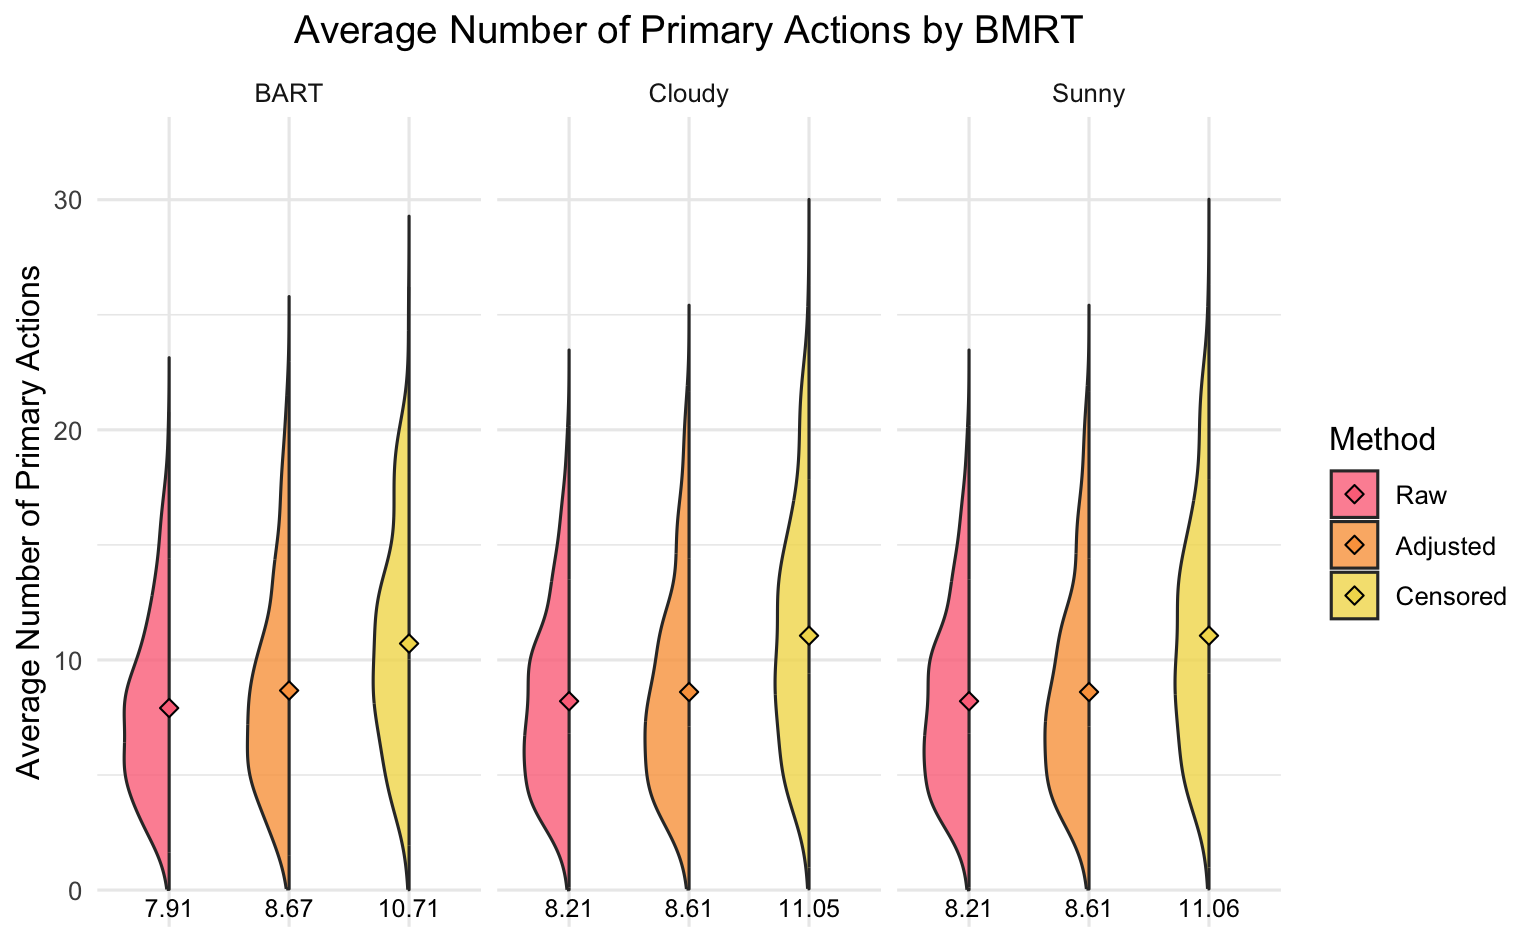 Average Number of Primary Actions by BMRT
BART
Cloudy
Sunny
Average Number of Primary Actions
30
20
10
0
7.91
8.67
10.71
8.21
8.61
11.05
8.21
8.61
11.06
Method
Raw
Adjusted
Censored